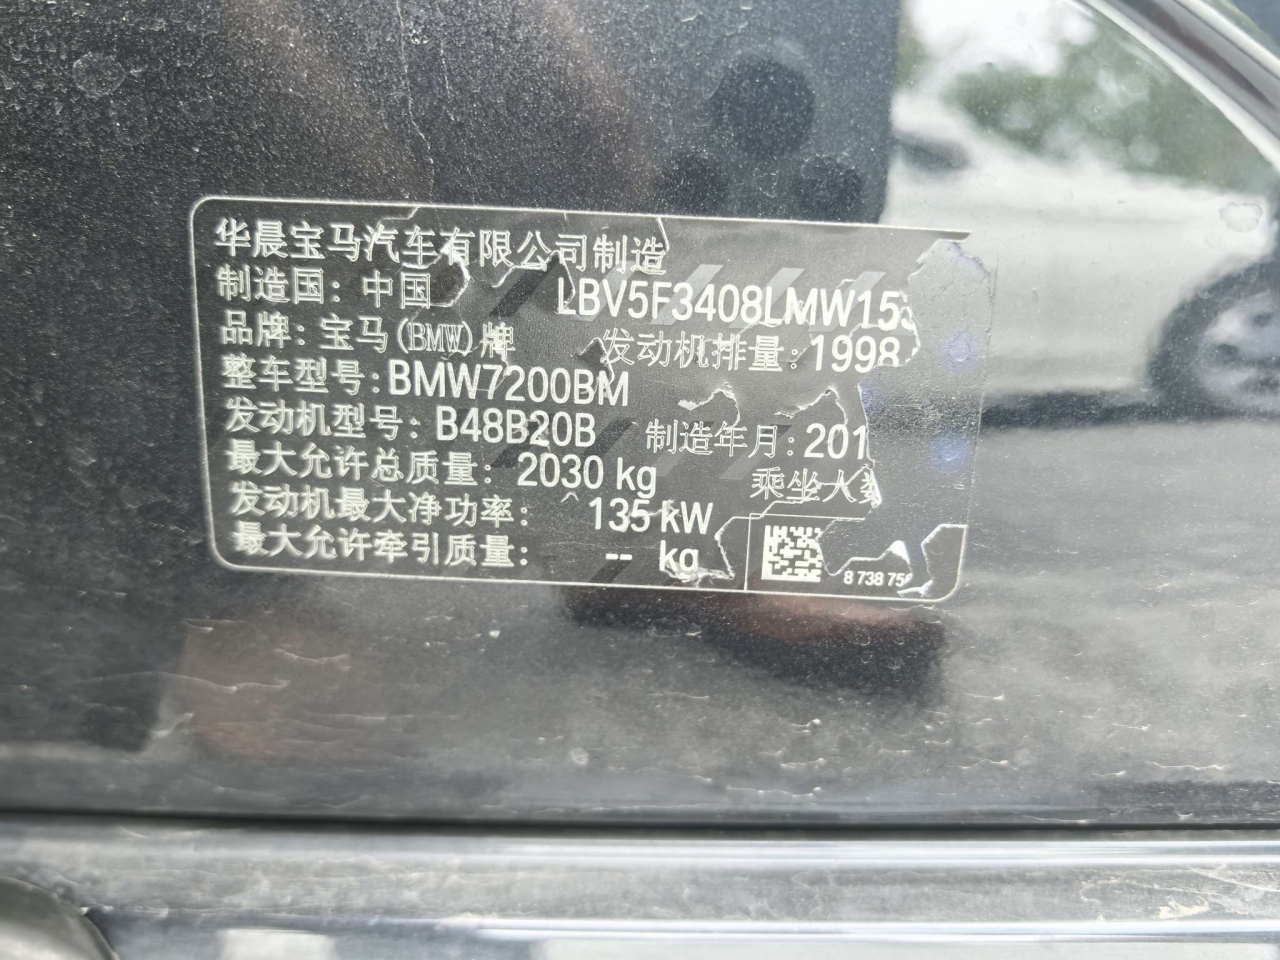 华晨宝马汽车有限公司制造
制造国: 中国 LBV5F3408LMW15
品牌: 宝马(BMW)牌 发动机排量: 1998
整车型号: BMW7200BM
发动机型号: B48B20B 制造年月: 201
最大允许总质量: 2030 kg 乘坐人数
发动机最大净功率: 135 kW
最大允许牵引质量: -- kg
8 738 75